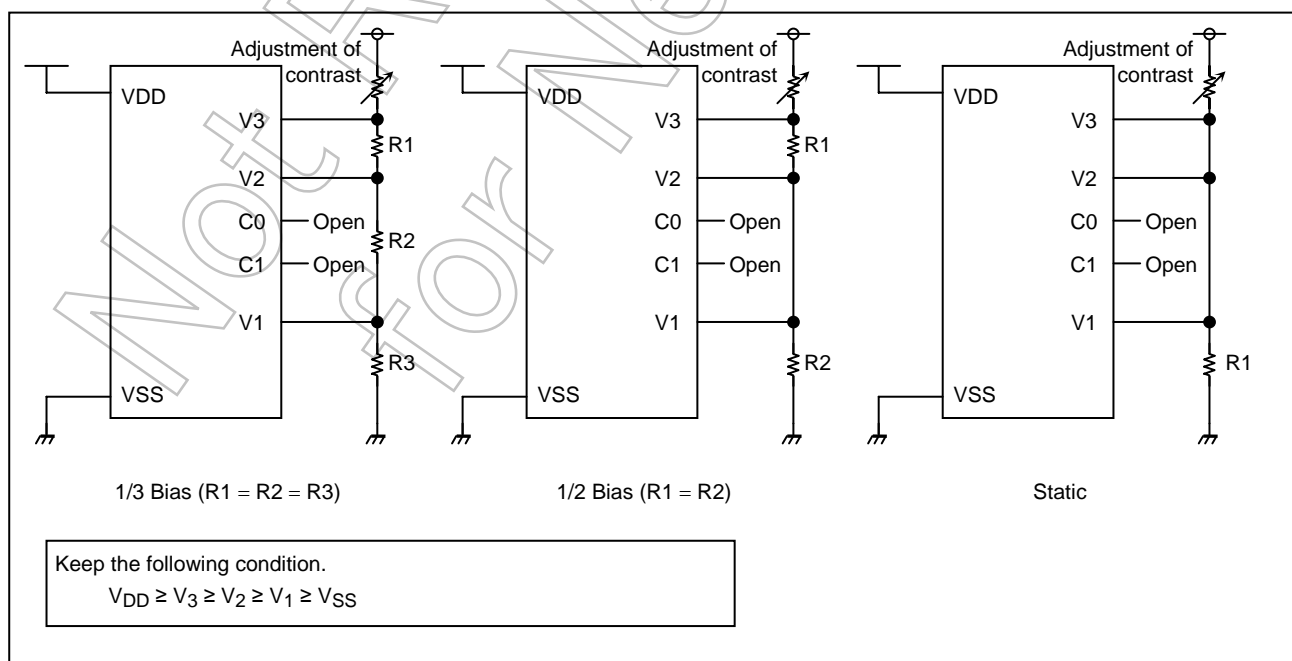 Adjustment of
contrast
VDD
V3
R1
V2
C0
Open
R2
C1
Open
V1
R3
VSS
1/3 Bias (R1 = R2 = R3)
Adjustment of
contrast
VDD
V3
R1
V2
C0
Open
C1
Open
V1
R2
VSS
1/2 Bias (R1 = R2)
Adjustment of
contrast
VDD
V3
V2
C0
Open
C1
Open
V1
R1
VSS
Static
Keep the following condition.
VDD ≥ V3 ≥ V2 ≥ V1 ≥ VSS
Not R
for Ne